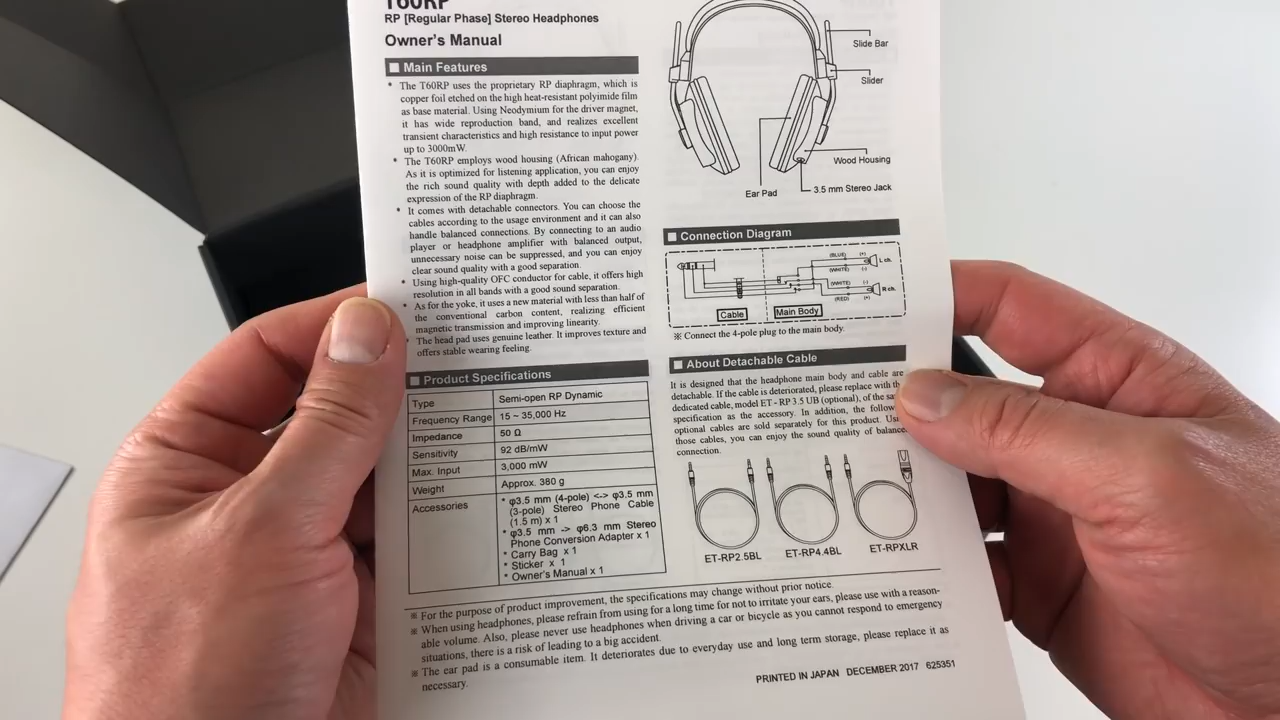 T60RP
RP [Regular Phase] Stereo Headphones
Owner's Manual
■ Main Features
* The T60RP uses the proprietary RP diaphragm, which is
copper foil etched on the high heat-resistant polyimide film
as base material. Using Neodymium for the driver magnet,
it has wide reproduction band, and realizes excellent
transient characteristics and high resistance to input power
up to 3000mW.
* The T60RP employs wood housing (African mahogany).
As it is optimized for listening application, you can enjoy
the rich sound quality with depth added to the delicate
expression of the RP diaphragm.
* It comes with detachable connectors. You can choose the
cables according to the usage environment and it can also
handle balanced connections. By connecting to an audio
player or headphone amplifier with balanced output,
unnecessary noise can be suppressed, and you can enjoy
clear sound quality with a good separation.
* Using high-quality OFC conductor for cable, it offers high
resolution in all bands with a good sound separation.
* As for the yoke, it uses a new material with less than half of
the conventional carbon content, realizing efficient
magnetic transmission and improving linearity.
* The head pad uses genuine leather. It improves texture and
offers stable wearing feeling.
■ Product Specifications
Type Semi-open RP Dynamic
Frequency Range 15 ~ 35,000 Hz
Impedance 50 Ω
Sensitivity 92 dB/mW
Max. Input 3,000 mW
Weight Approx. 380 g
Accessories * φ3.5 mm (4-pole) <-> φ3.5 mm
(3-pole) Stereo Phone Cable
(1.5 m) x 1
* φ3.5 mm -> φ6.3 mm Stereo
Phone Conversion Adapter x 1
* Carry Bag x 1
* Sticker x 1
* Owner's Manual x 1
Slide Bar
Slider
Wood Housing
3.5 mm Stereo Jack
Ear Pad
■ Connection Diagram
(BLUE) (+) L ch.
(WHITE) (-)
(WHITE) (-)
R ch.
(RED) (+)
Cable Main Body
※ Connect the 4-pole plug to the main body.
■ About Detachable Cable
It is designed that the headphone main body and cable are
detachable. If the cable is deteriorated, please replace with th
dedicated cable, model ET - RP 3.5 UB (optional), of the sa
specification as the accessory. In addition, the follow
optional cables are sold separately for this product. Us
those cables, you can enjoy the sound quality of balance
connection.
ET-RP2.5BL ET-RP4.4BL ET-RPXLR
※ For the purpose of product improvement, the specifications may change without prior notice.
※ When using headphones, please refrain from using for a long time for not to irritate your ears, please use with a reason-
able volume. Also, please never use headphones when driving a car or bicycle as you cannot respond to emergency
situations, there is a risk of leading to a big accident.
※ The ear pad is a consumable item. It deteriorates due to everyday use and long term storage, please replace it as
necessary.
PRINTED IN JAPAN DECEMBER 2017 625351